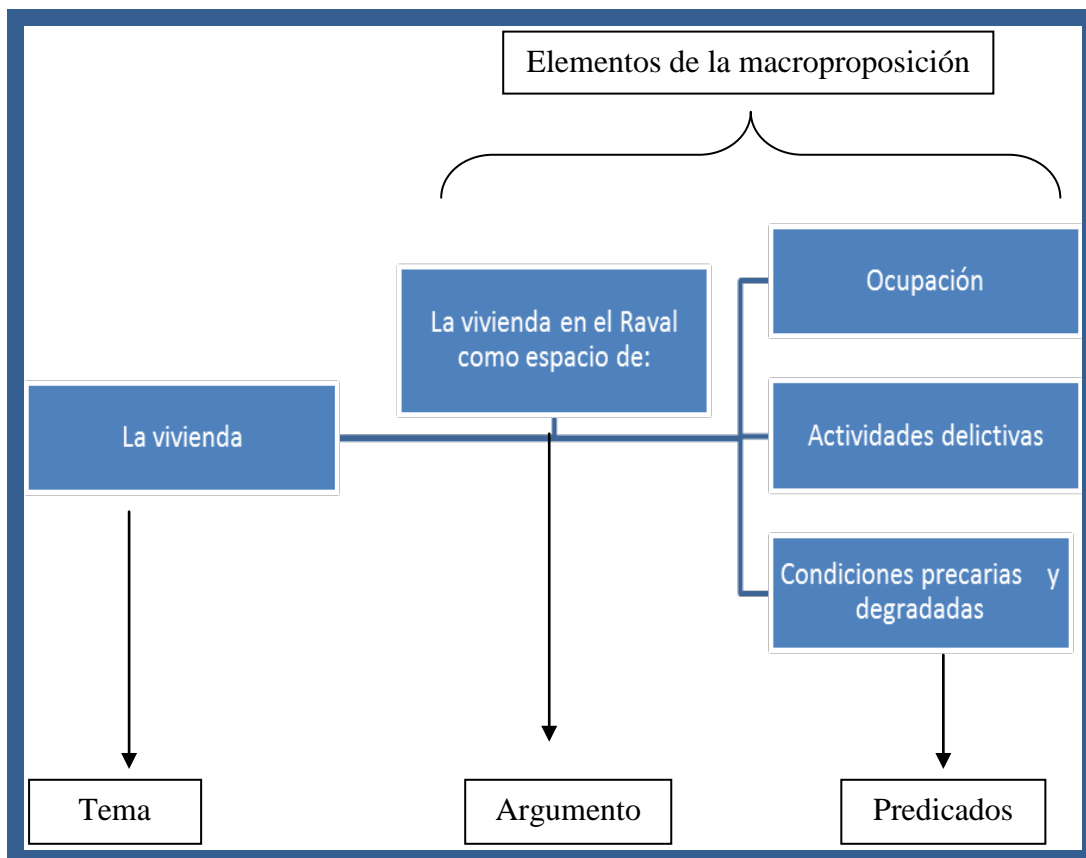 Elementos de la macroproposición
Ocupación
La vivienda en el Raval
como espacio de:
La vivienda
Actividades delictivas
Condiciones precarias y
degradadas
Tema
Argumento
Predicados